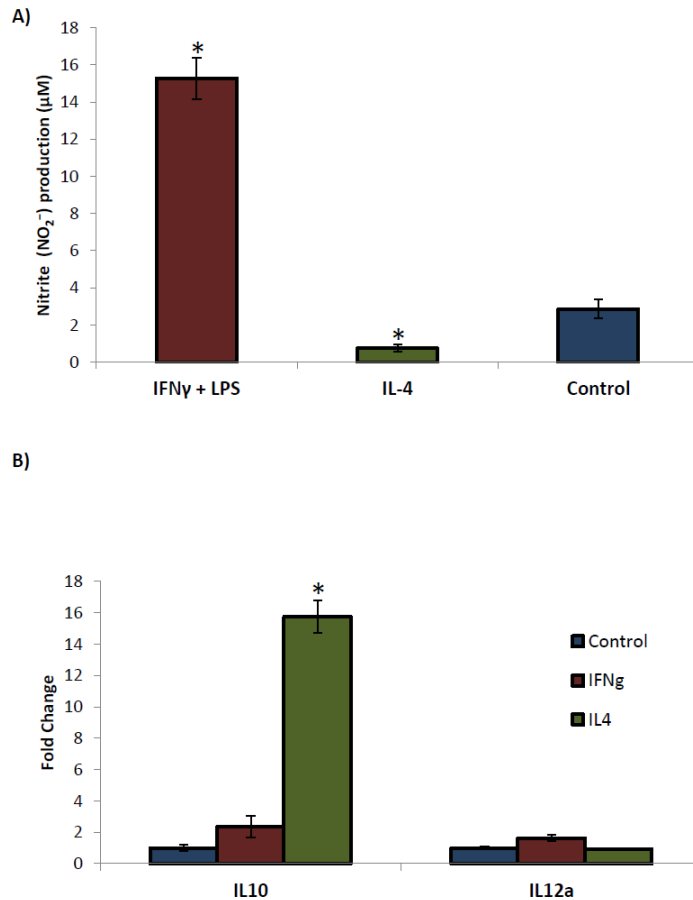 A)
Nitrite (NO₂⁻) production (µM)
18
16
14
12
10
8
6
4
2
0
*
*
IFNγ + LPS
IL-4
Control
B)
Fold Change
18
16
14
12
10
8
6
4
2
0
*
Control
IFNg
IL4
IL10
IL12a